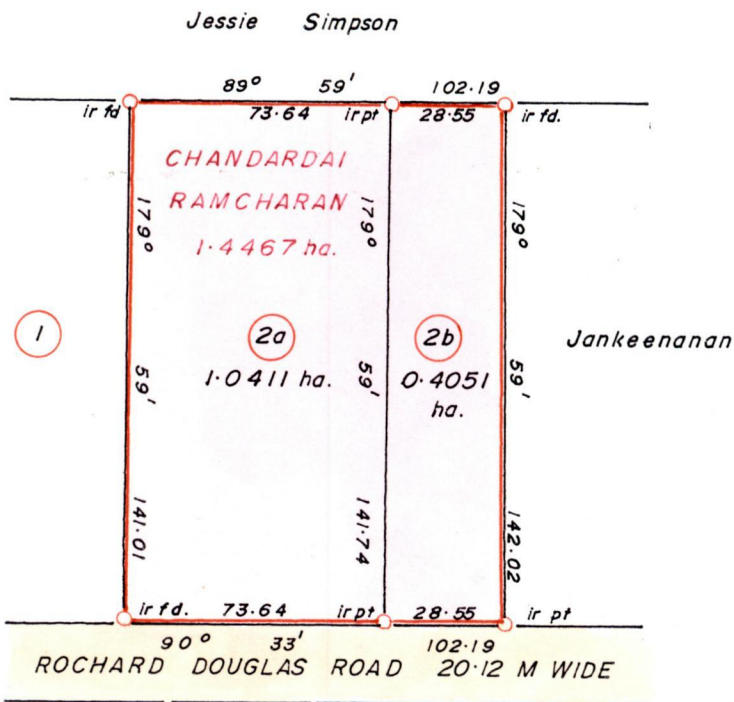 Jessie Simpson
89° 59' 102.19
ir fd 73.64 ir pt 28.55 ir fd.
CHANDARDAI
RAMCHARAN
1.4467 ha.
179° 59' 141.01
179° 59' 141.74
179° 59' 142.02
1
2a
1.0411 ha.
2b
0.4051
ha.
Jankeenanan
ir fd. 73.64 ir pt 28.55 ir pt
90° 33' 102.19
ROCHARD DOUGLAS ROAD 20.12 M WIDE